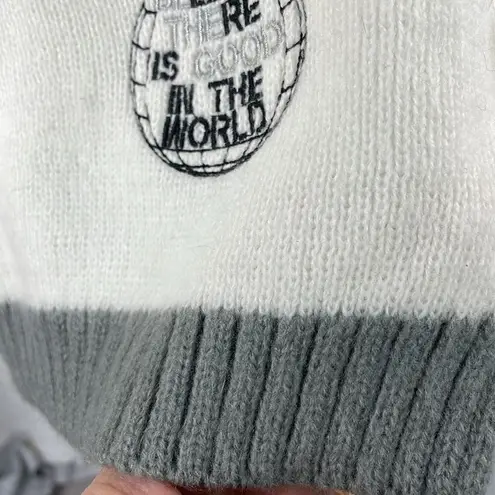 THERE
IS GOOD
IN THE
WORLD